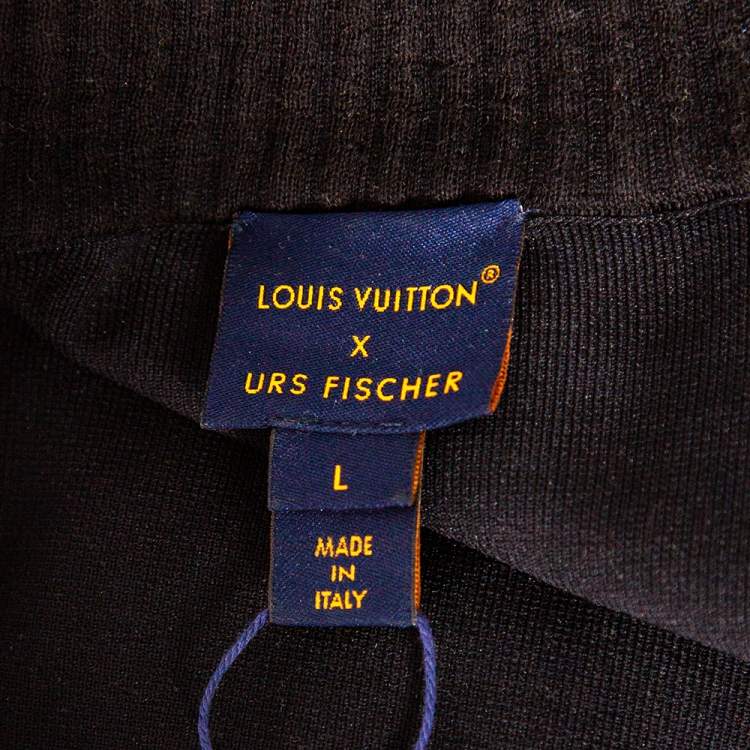 LOUIS VUITTON®
X
URS FISCHER
L
MADE
IN
ITALY